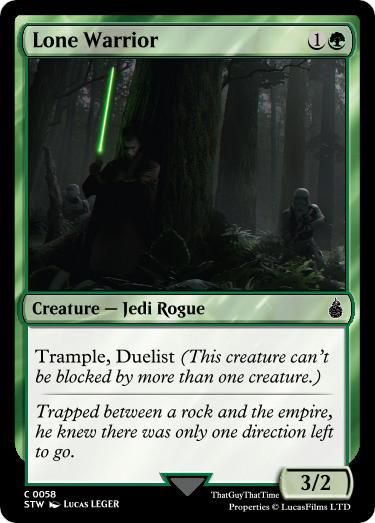 Lone Warrior 1
Creature — Jedi Rogue
Trample, Duelist (This creature can't
be blocked by more than one creature.)
Trapped between a rock and the empire,
he knew there was only one direction left
to go.
3/2
C 0058
STW Lucas LEGER
ThatGuyThatTime
Properties © LucasFilms LTD